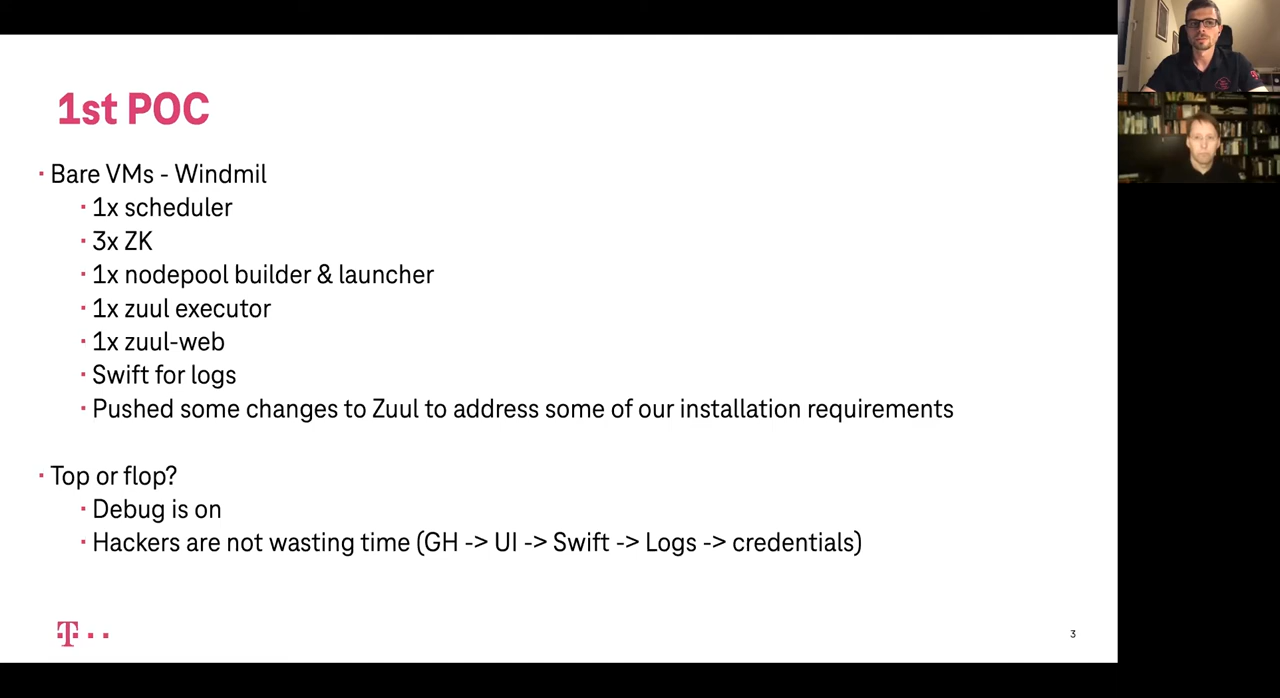 1st POC
· Bare VMs - Windmil
· 1x scheduler
· 3x ZK
· 1x nodepool builder & launcher
· 1x zuul executor
· 1x zuul-web
· Swift for logs
· Pushed some changes to Zuul to address some of our installation requirements
· Top or flop?
· Debug is on
· Hackers are not wasting time (GH -> UI -> Swift -> Logs -> credentials)
T
3